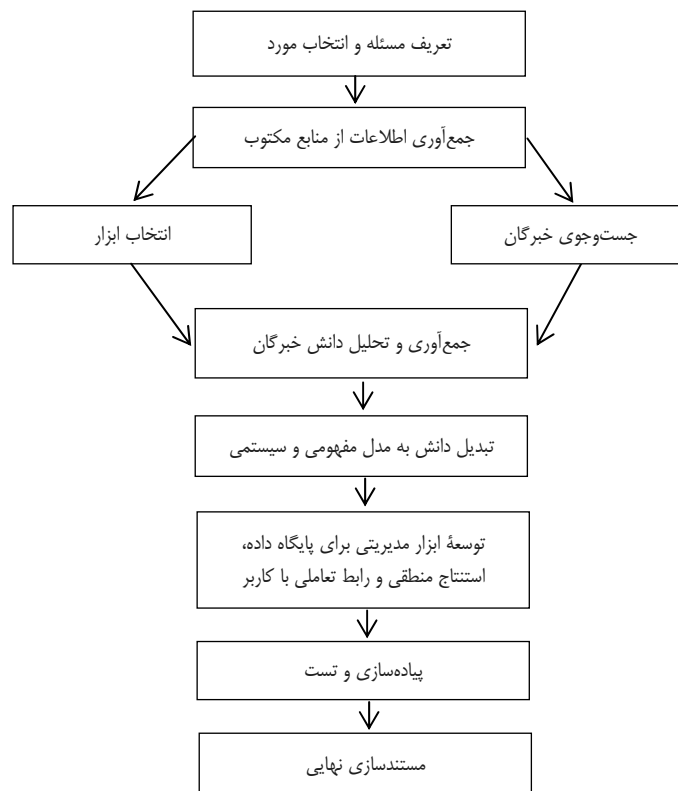 تعریف مسئله و انتخاب مورد
جمع‌آوری اطلاعات از منابع مکتوب
جست‌وجوی خبرگان
انتخاب ابزار
جمع‌آوری و تحلیل دانش خبرگان
تبدیل دانش به مدل مفهومی و سیستمی
توسعۀ ابزار مدیریتی برای پایگاه داده،
استنتاج منطقی و رابط تعاملی با کاربر
پیاده‌سازی و تست
مستندسازی نهایی